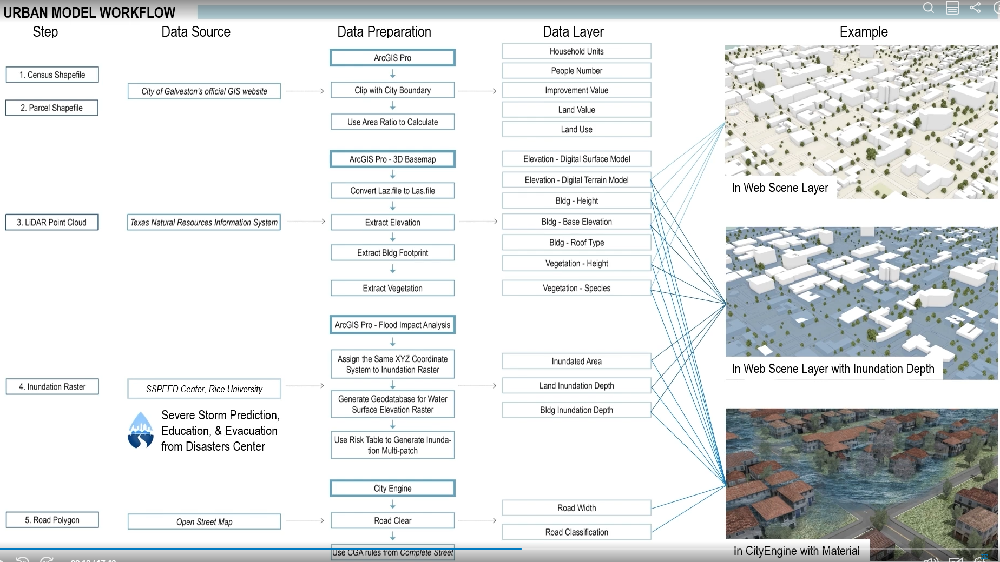 URBAN MODEL WORKFLOW
Step
Data Source
Data Preparation
Data Layer
Example
1. Census Shapefile
2. Parcel Shapefile
City of Galveston's official GIS website
ArcGIS Pro
Clip with City Boundary
Use Area Ratio to Calculate
Household Units
People Number
Improvement Value
Land Value
Land Use
In Web Scene Layer
3. LiDAR Point Cloud
Texas Natural Resources Information System
ArcGIS Pro - 3D Basemap
Convert Laz.file to Las.file
Extract Elevation
Extract Bldg Footprint
Extract Vegetation
Elevation - Digital Surface Model
Elevation - Digital Terrain Model
Bldg - Height
Bldg - Base Elevation
Bldg - Roof Type
Vegetation - Height
Vegetation - Species
In Web Scene Layer with Inundation Depth
4. Inundation Raster
SSPEED Center, Rice University
Severe Storm Prediction,
Education, & Evacuation
from Disasters Center
ArcGIS Pro - Flood Impact Analysis
Assign the Same XYZ Coordinate
System to Inundation Raster
Generate Geodatabase for Water
Surface Elevation Raster
Use Risk Table to Generate Inunda-
tion Multi-patch
Inundated Area
Land Inundation Depth
Bldg Inundation Depth
5. Road Polygon
Open Street Map
City Engine
Road Clear
Use CGA rules from Complete Street
Road Width
Road Classification
In CityEngine with Material